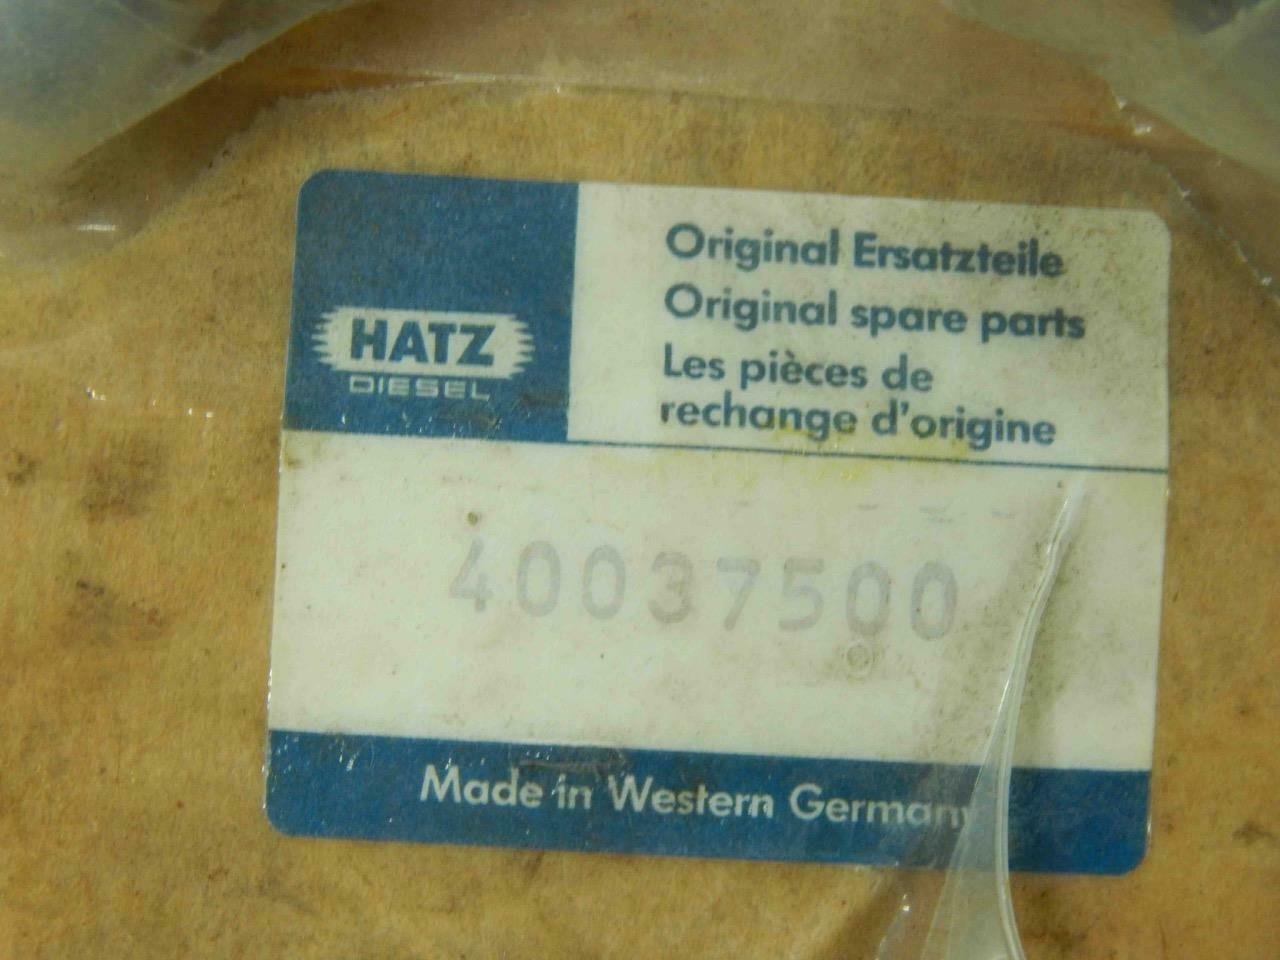 HATZ
DIESEL
Original Ersatzteile
Original spare parts
Les pièces de
rechange d'origine
40037500
Made in Western Germany